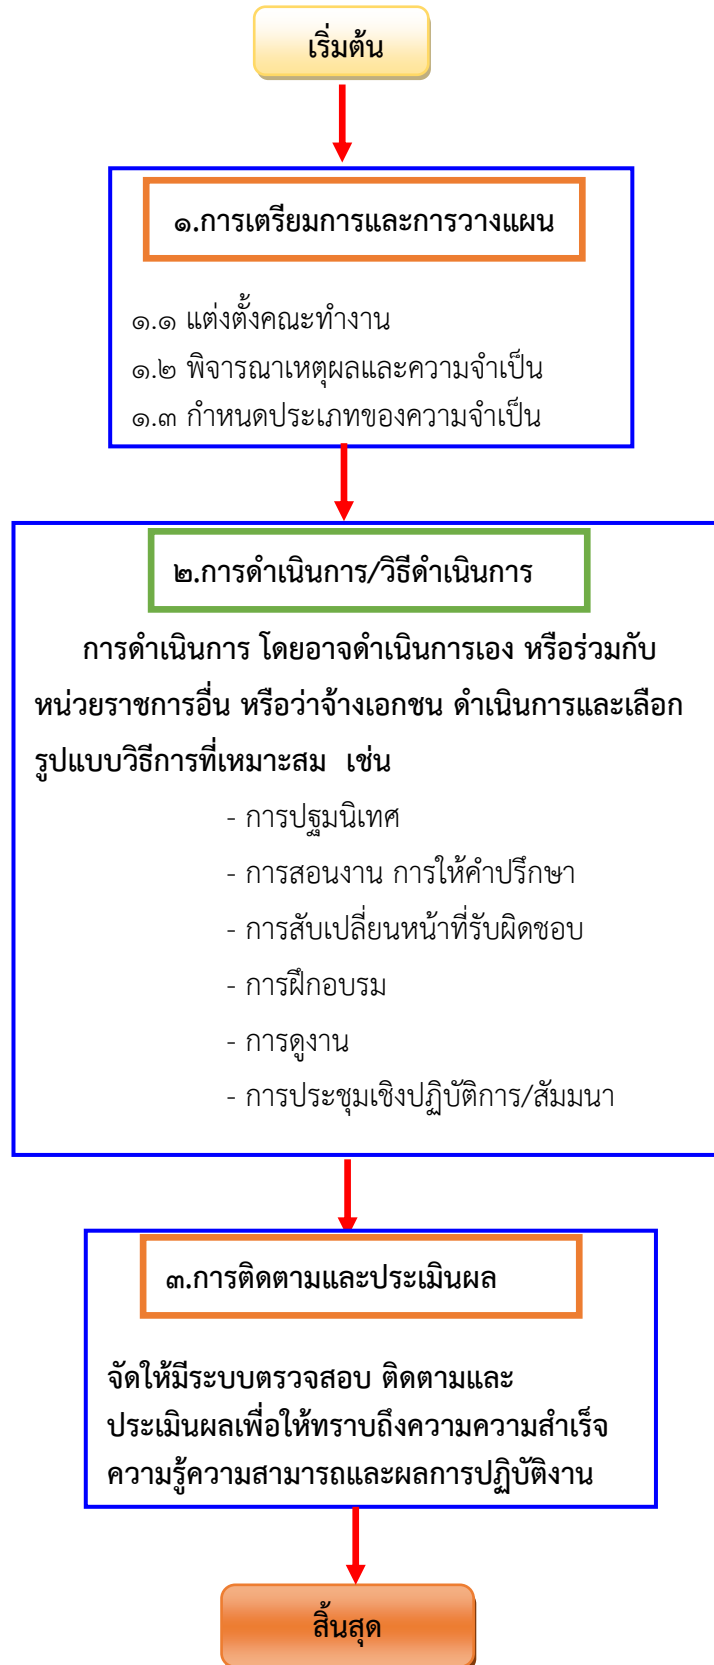 เริ่มต้น
๑.การเตรียมการและการวางแผน
๑.๑ แต่งตั้งคณะทำงาน
๑.๒ พิจารณาเหตุผลและความจำเป็น
๑.๓ กำหนดประเภทของความจำเป็น
๒.การดำเนินการ/วิธีดำเนินการ
การดำเนินการ โดยอาจดำเนินการเอง หรือร่วมกับ
หน่วยราชการอื่น หรือว่าจ้างเอกชน ดำเนินการและเลือก
รูปแบบวิธีการที่เหมาะสม เช่น
- การปฐมนิเทศ
- การสอนงาน การให้คำปรึกษา
- การสับเปลี่ยนหน้าที่รับผิดชอบ
- การฝึกอบรม
- การดูงาน
- การประชุมเชิงปฏิบัติการ/สัมมนา
๓.การติดตามและประเมินผล
จัดให้มีระบบตรวจสอบ ติดตามและ
ประเมินผลเพื่อให้ทราบถึงความความสำเร็จ
ความรู้ความสามารถและผลการปฏิบัติงาน
สิ้นสุด